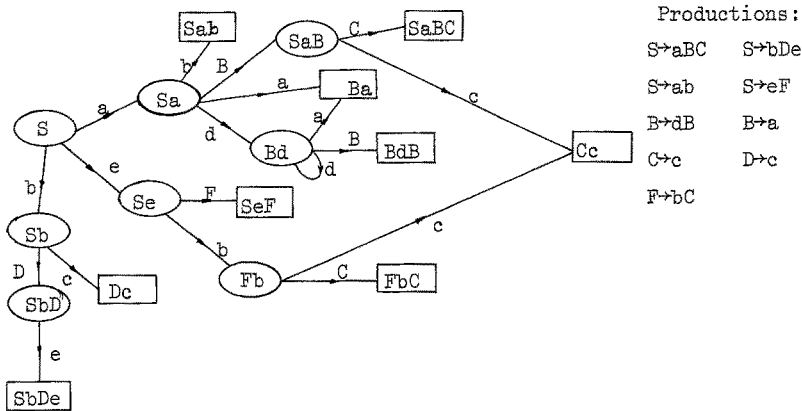 Productions:
S→aBC S→bDe
S→ab S→eF
B→dB B→a
C→c D→c
F→bC
Sab
SaB
C
SaBC
b
B
a
Ba
Sa
a
a
c
S
d
Bd
B
BdB
Cc
d
e
b
Se
F
SeF
c
Sb
b
D
c
Fb
C
FbC
SbD
Dc
e
SbDe